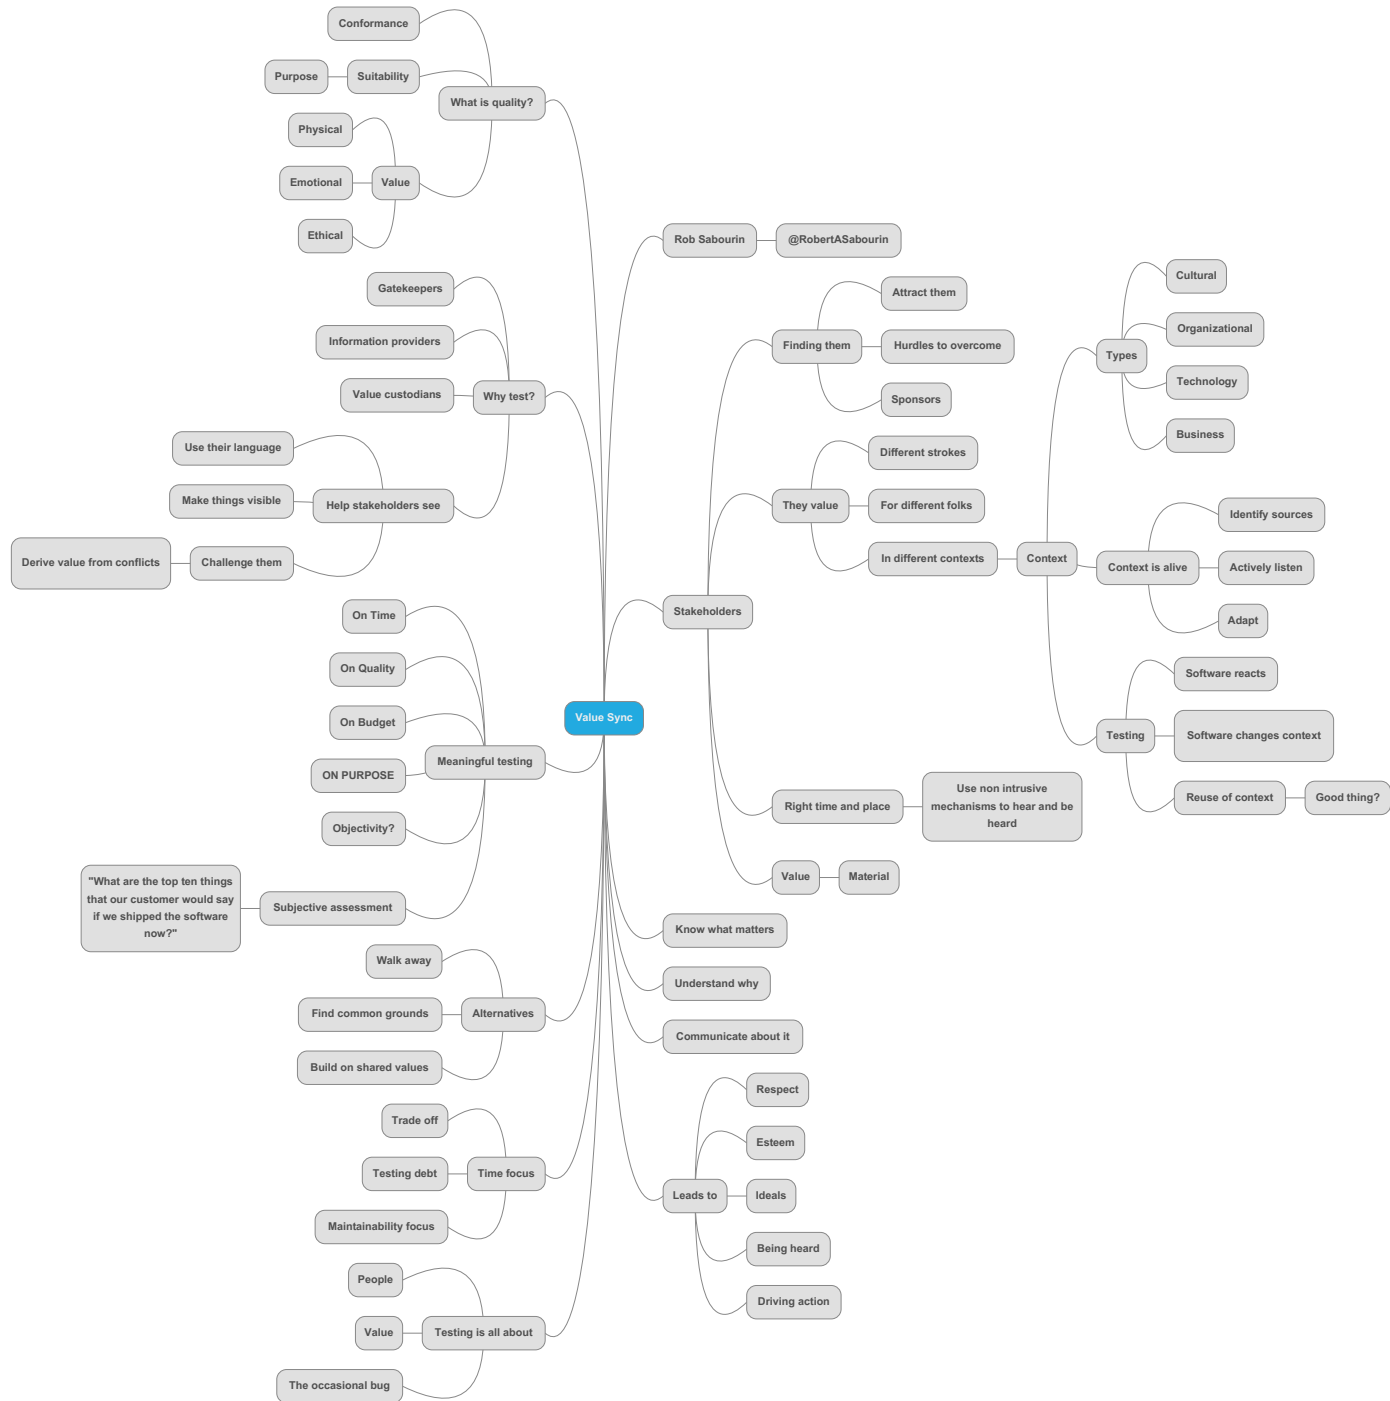 Value Sync
What is quality?
Conformance
Suitability
Purpose
Value
Physical
Emotional
Ethical
Why test?
Gatekeepers
Information providers
Value custodians
Help stakeholders see
Use their language
Make things visible
Challenge them
Derive value from conflicts
Meaningful testing
On Time
On Quality
On Budget
ON PURPOSE
Objectivity?
Subjective assessment
"What are the top ten things
that our customer would say
if we shipped the software
now?"
Alternatives
Walk away
Find common grounds
Build on shared values
Time focus
Trade off
Testing debt
Maintainability focus
Testing is all about
People
Value
The occasional bug
Rob Sabourin
@RobertASabourin
Stakeholders
Finding them
Attract them
Hurdles to overcome
Sponsors
They value
Different strokes
For different folks
In different contexts
Context
Types
Cultural
Organizational
Technology
Business
Context is alive
Identify sources
Actively listen
Adapt
Testing
Software reacts
Software changes context
Reuse of context
Good thing?
Right time and place
Use non intrusive
mechanisms to hear and be
heard
Value
Material
Know what matters
Understand why
Communicate about it
Leads to
Respect
Esteem
Ideals
Being heard
Driving action